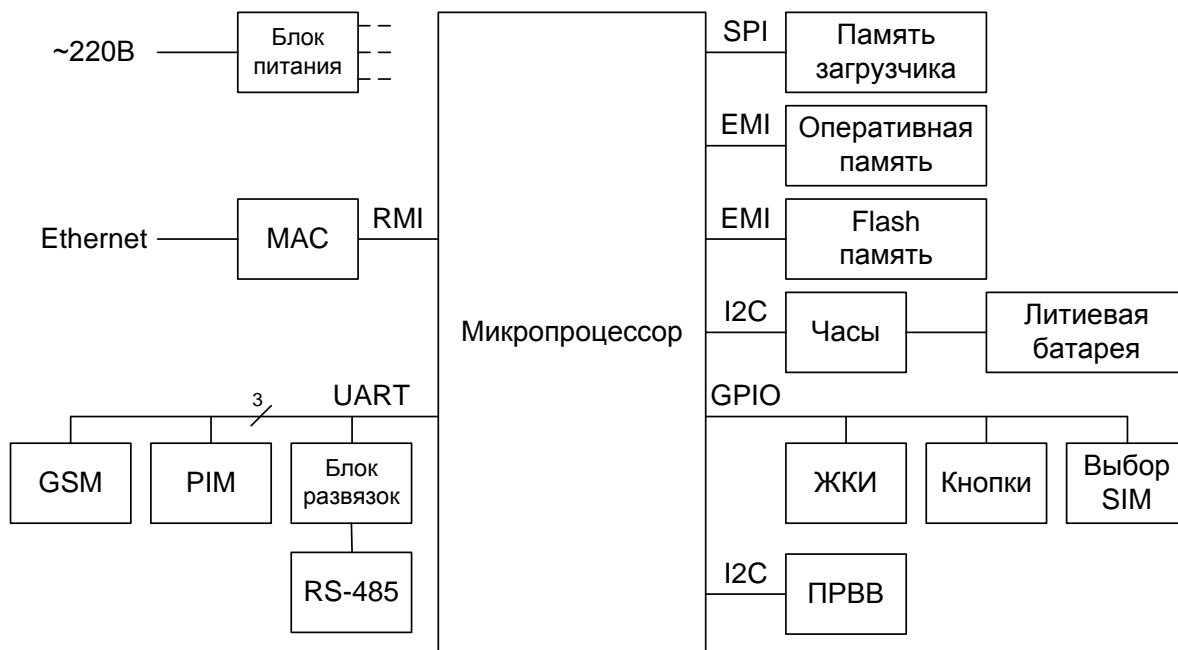 ~220В
Блок
питания
SPI
Память
загрузчика
EMI
Оперативная
память
Ethernet
MAC
RMI
EMI
Flash
память
Микропроцессор
I2C
Часы
Литиевая
батарея
3
UART
GPIO
GSM
PIM
Блок
развязок
ЖКИ
Кнопки
Выбор
SIM
RS-485
I2C
ПРВВ